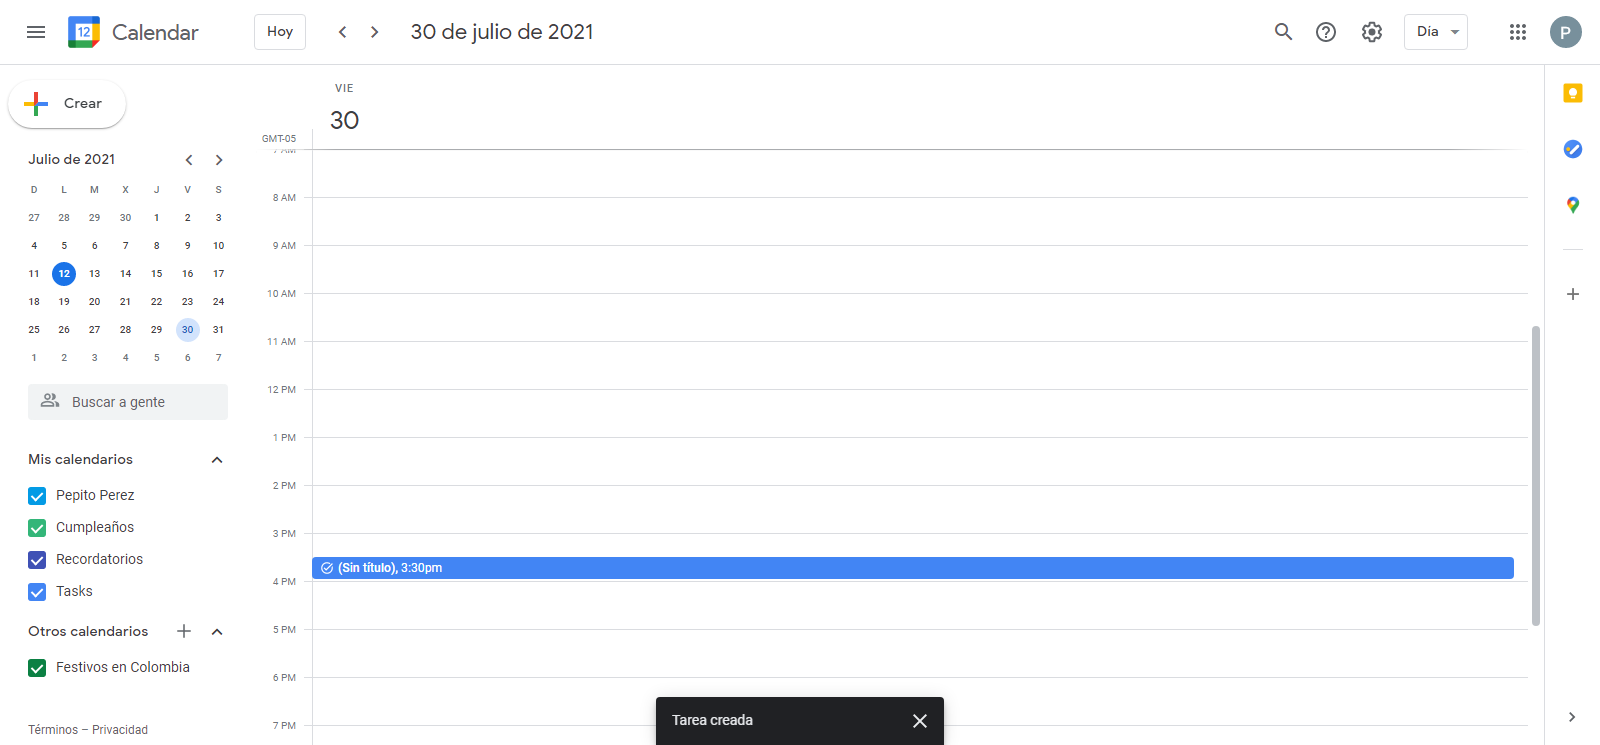 12 Calendar
Hoy
30 de julio de 2021
Día
P
Crear
Julio de 2021
D L M X J V S
27 28 29 30 1 2 3
4 5 6 7 8 9 10
11 12 13 14 15 16 17
18 19 20 21 22 23 24
25 26 27 28 29 30 31
1 2 3 4 5 6 7
Buscar a gente
Mis calendarios
Pepito Perez
Cumpleaños
Recordatorios
Tasks
Otros calendarios
Festivos en Colombia
Términos – Privacidad
VIE
30
GMT-05
7 AM
8 AM
9 AM
10 AM
11 AM
12 PM
1 PM
2 PM
3 PM
(Sin título), 3:30pm
4 PM
5 PM
6 PM
7 PM
Tarea creada